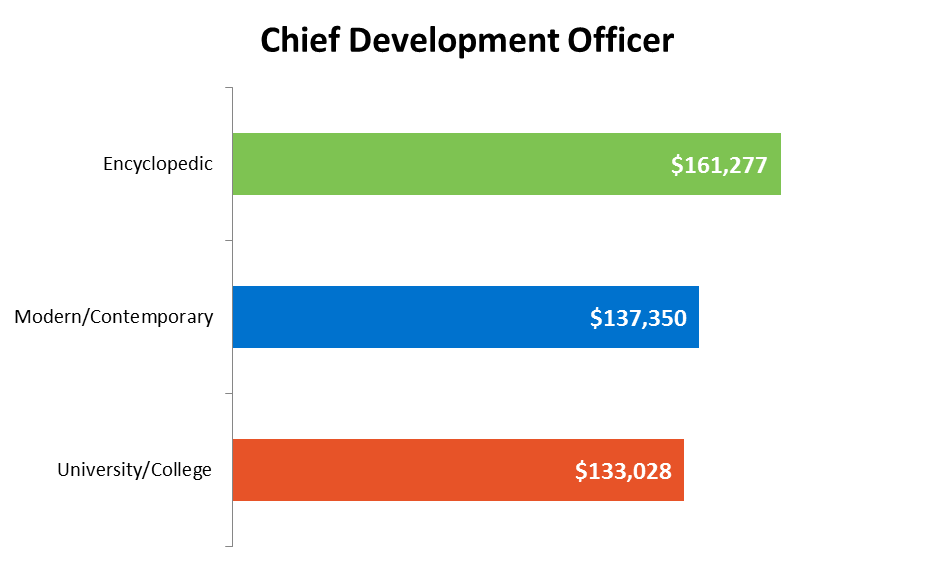 Chief Development Officer
Encyclopedic
$161,277
Modern/Contemporary
$137,350
University/College
$133,028